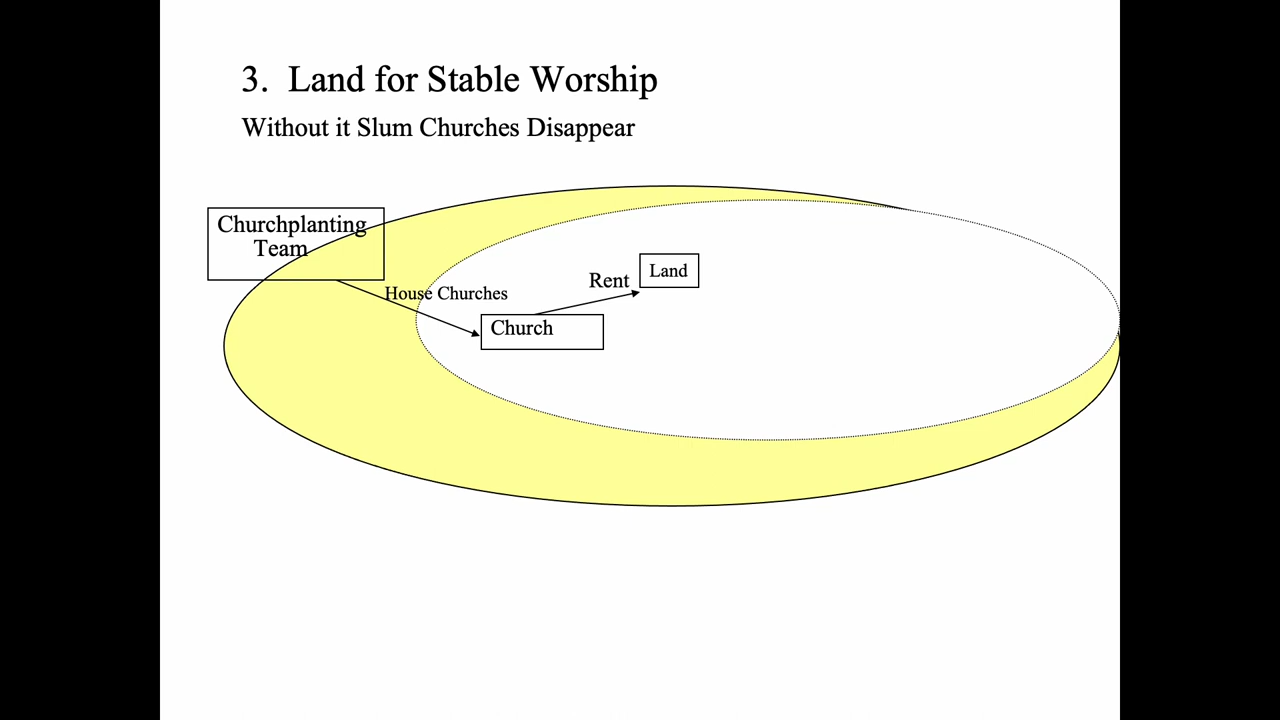 3. Land for Stable Worship
Without it Slum Churches Disappear
Churchplanting
Team
House Churches
Rent
Land
Church